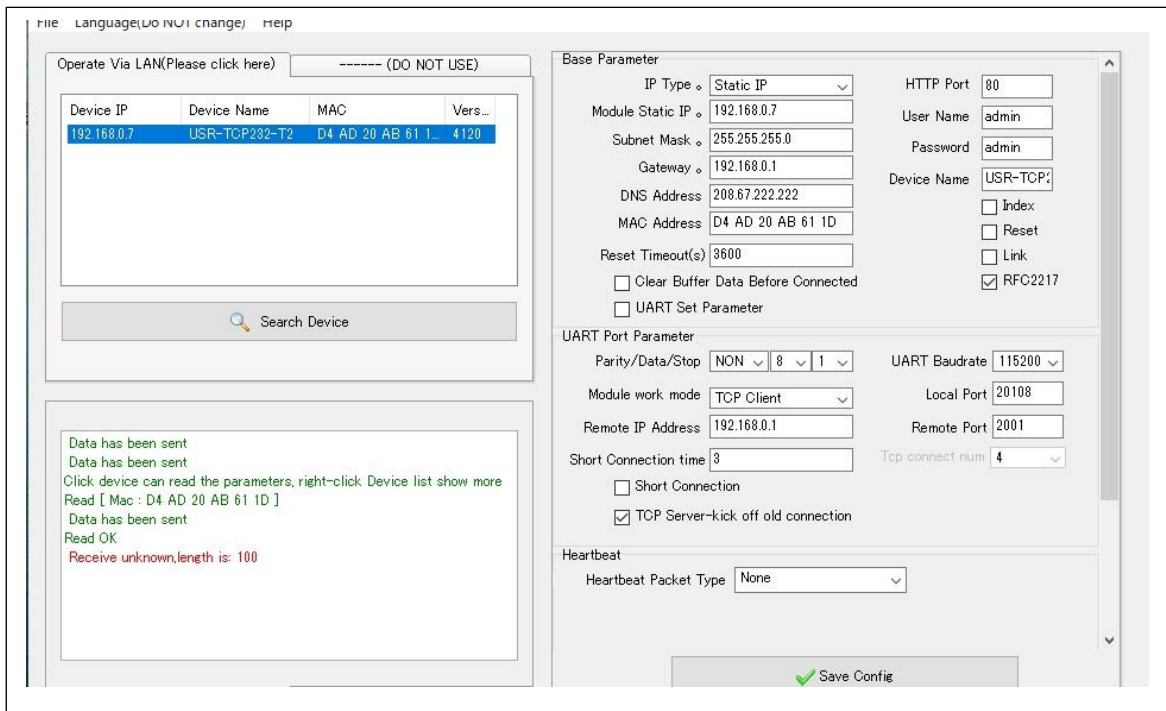 File Language(Do NOT change) Help
Operate Via LAN(Please click here)
------ (DO NOT USE)
Device IP Device Name MAC Vers...
192.168.0.7 USR-TCP232-T2 D4 AD 20 AB 61 1... 4120
Search Device
Data has been sent
Data has been sent
Click device can read the parameters, right-click Device list show more
Read [ Mac : D4 AD 20 AB 61 1D ]
Data has been sent
Read OK
Receive unknown,length is: 100
Base Parameter
IP Type 。 Static IP
HTTP Port 80
Module Static IP 。 192.168.0.7
User Name admin
Subnet Mask 。 255.255.255.0
Password admin
Gateway 。 192.168.0.1
Device Name USR-TCP2
DNS Address 208.67.222.222
Index
MAC Address D4 AD 20 AB 61 1D
Reset
Reset Timeout(s) 3600
Link
Clear Buffer Data Before Connected
RFC2217
UART Set Parameter
UART Port Parameter
Parity/Data/Stop NON 8 1
UART Baudrate 115200
Module work mode TCP Client
Local Port 20108
Remote IP Address 192.168.0.1
Remote Port 2001
Short Connection time 3
Tcp connect num 4
Short Connection
TCP Server-kick off old connection
Heartbeat
Heartbeat Packet Type None
Save Config